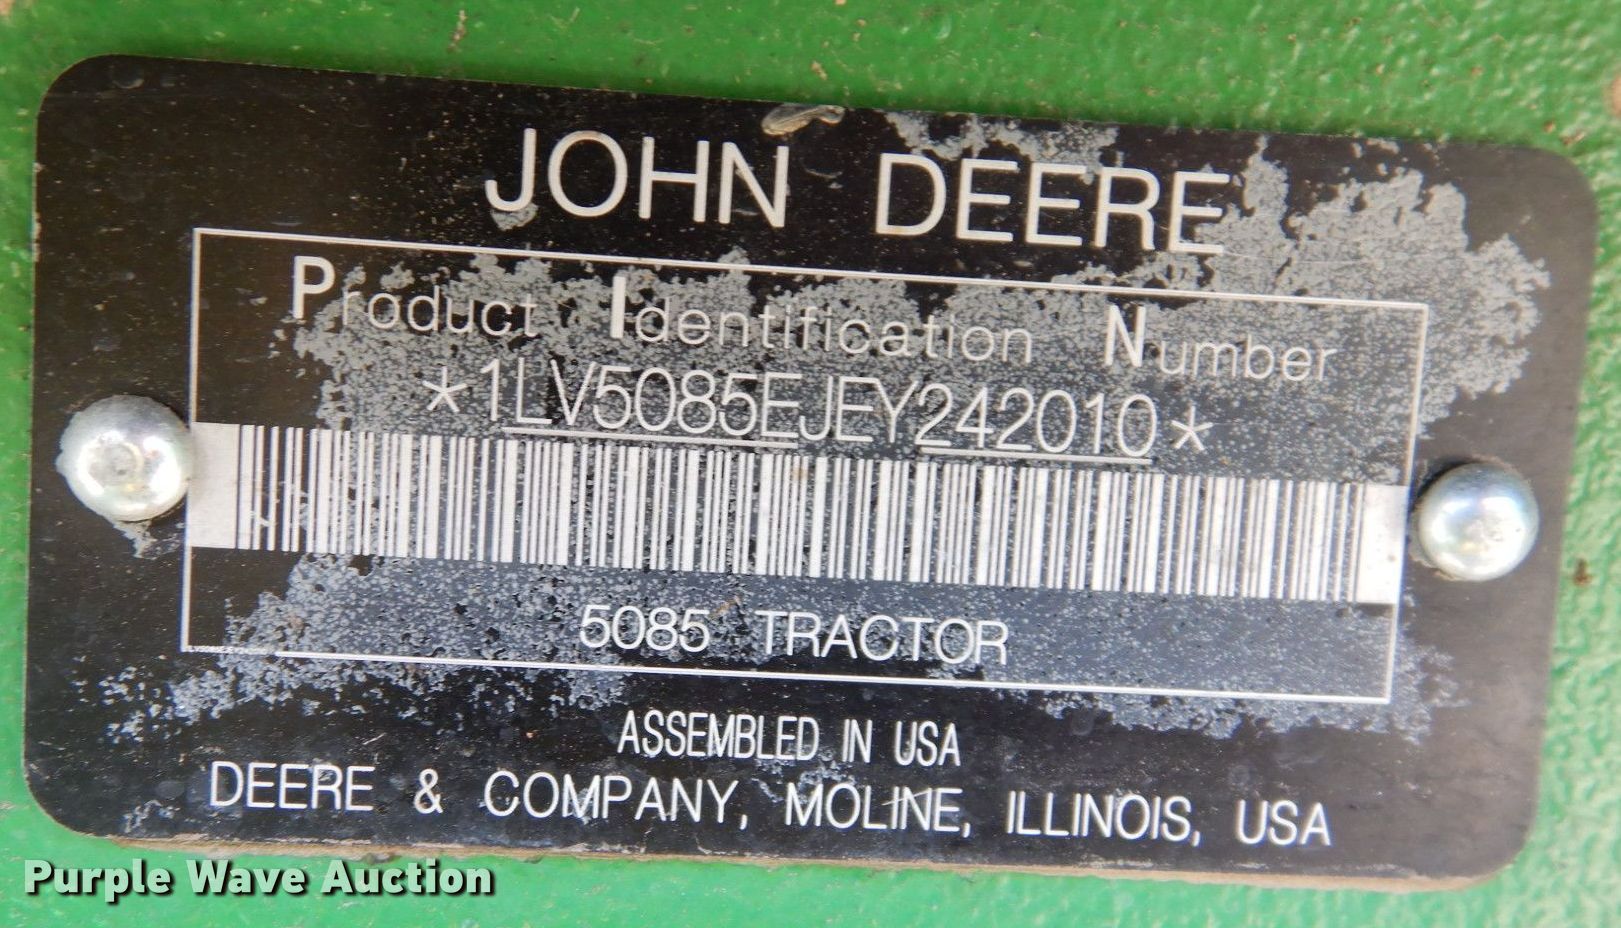 JOHN DEERE
Product Identification Number
*1LV5085EJEY242010*
5085 TRACTOR
ASSEMBLED IN USA
DEERE & COMPANY, MOLINE, ILLINOIS, USA
Purple Wave Auction